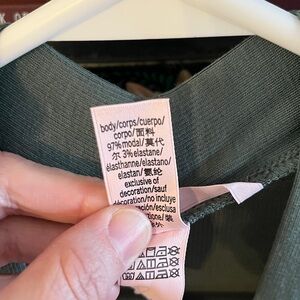 body/corps/cuerpo/
corpo/面料
97% modal/莫代
尔 3% elastane/
élasthanne/elastano/
elastan/氨纶
exclusive of
decoration/sauf
décoration/no incluye
/esclusa